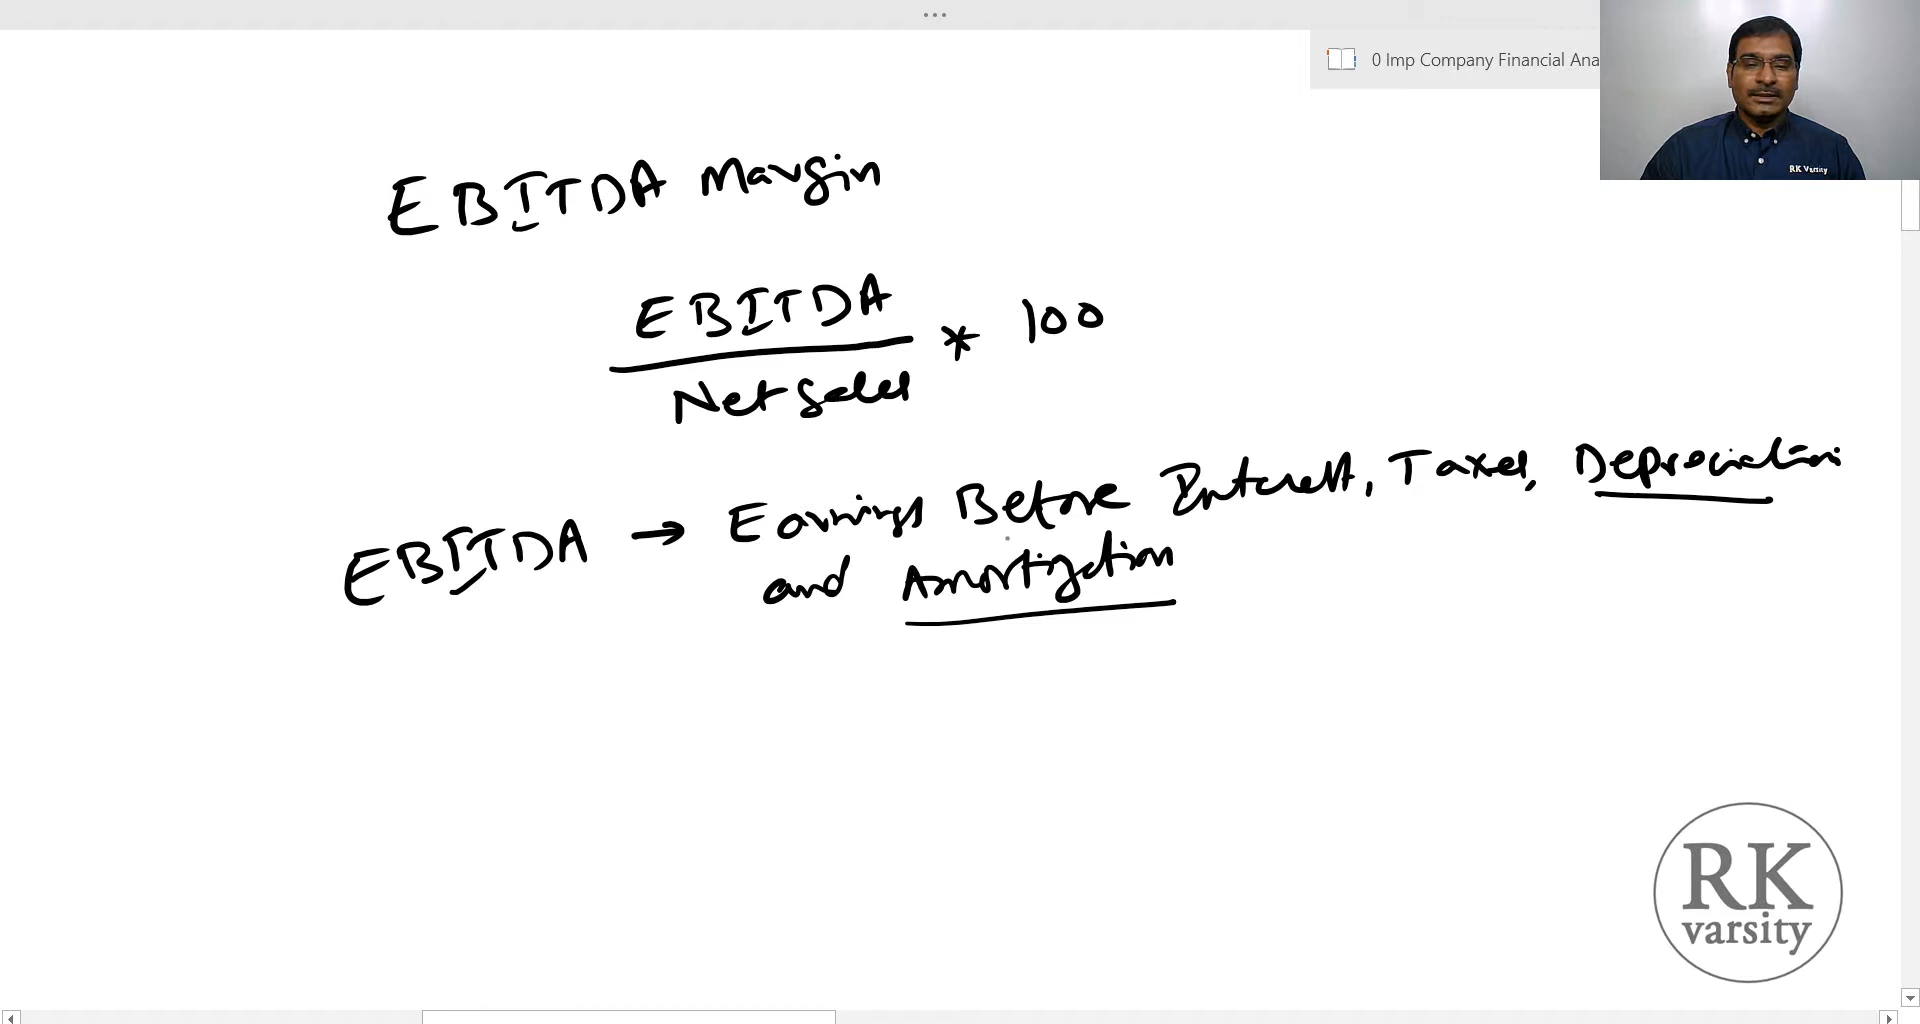 0 Imp Company Financial Ana
RK Varsity
EBITDA Margin
EBITDA
Net Sales
* 100
EBITDA → Earnings Before Interest, Taxes, Depreciation
and Amortization
RK
varsity